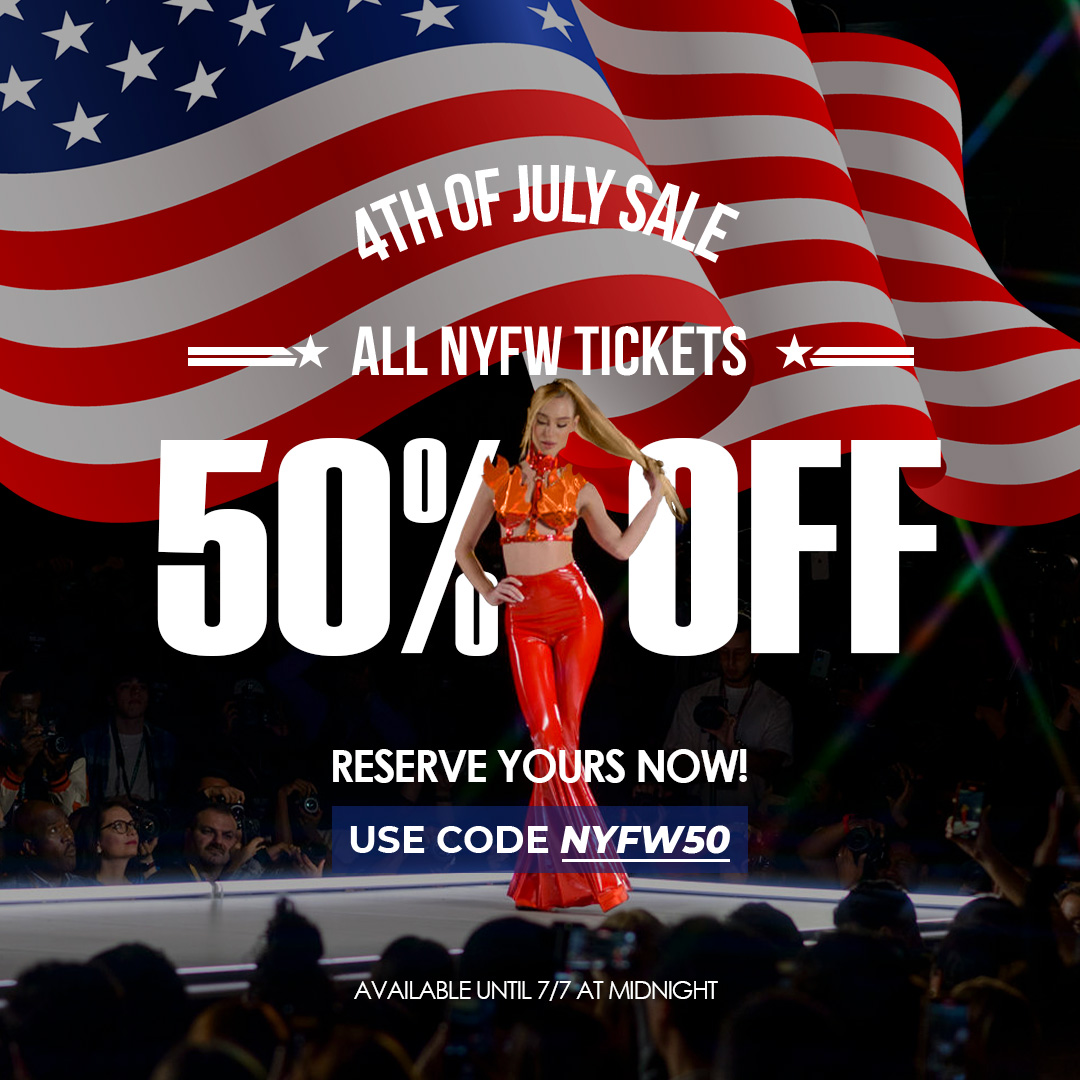 4TH OF JULY SALE
ALL NYFW TICKETS
50% OFF
RESERVE YOURS NOW!
USE CODE NYFW50
AVAILABLE UNTIL 7/7 AT MIDNIGHT